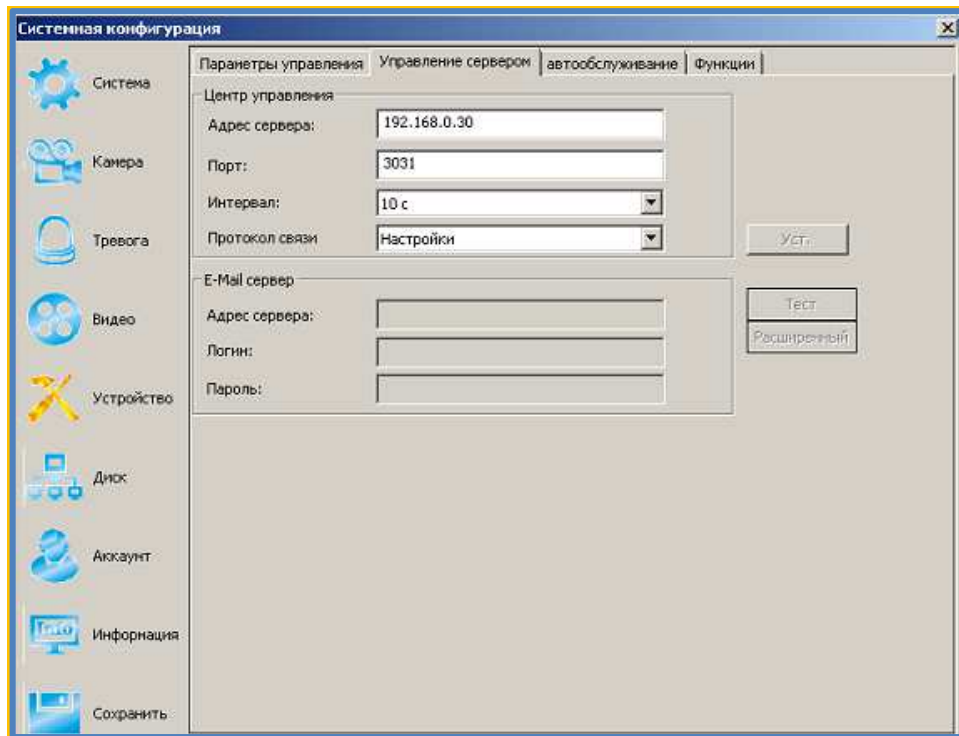 Системная конфигурация
Система
Камера
Тревога
Видео
Устройство
Диск
Аккаунт
Info
Информация
Сохранить
Параметры управления
Управление сервером
автообслуживание
Функции
Центр управления
Адрес сервера:
192.168.0.30
Порт:
3031
Интервал:
10 с
Протокол связи
Настройки
Уст.
E-Mail сервер
Адрес сервера:
Логин:
Пароль:
Тест
Расширенный